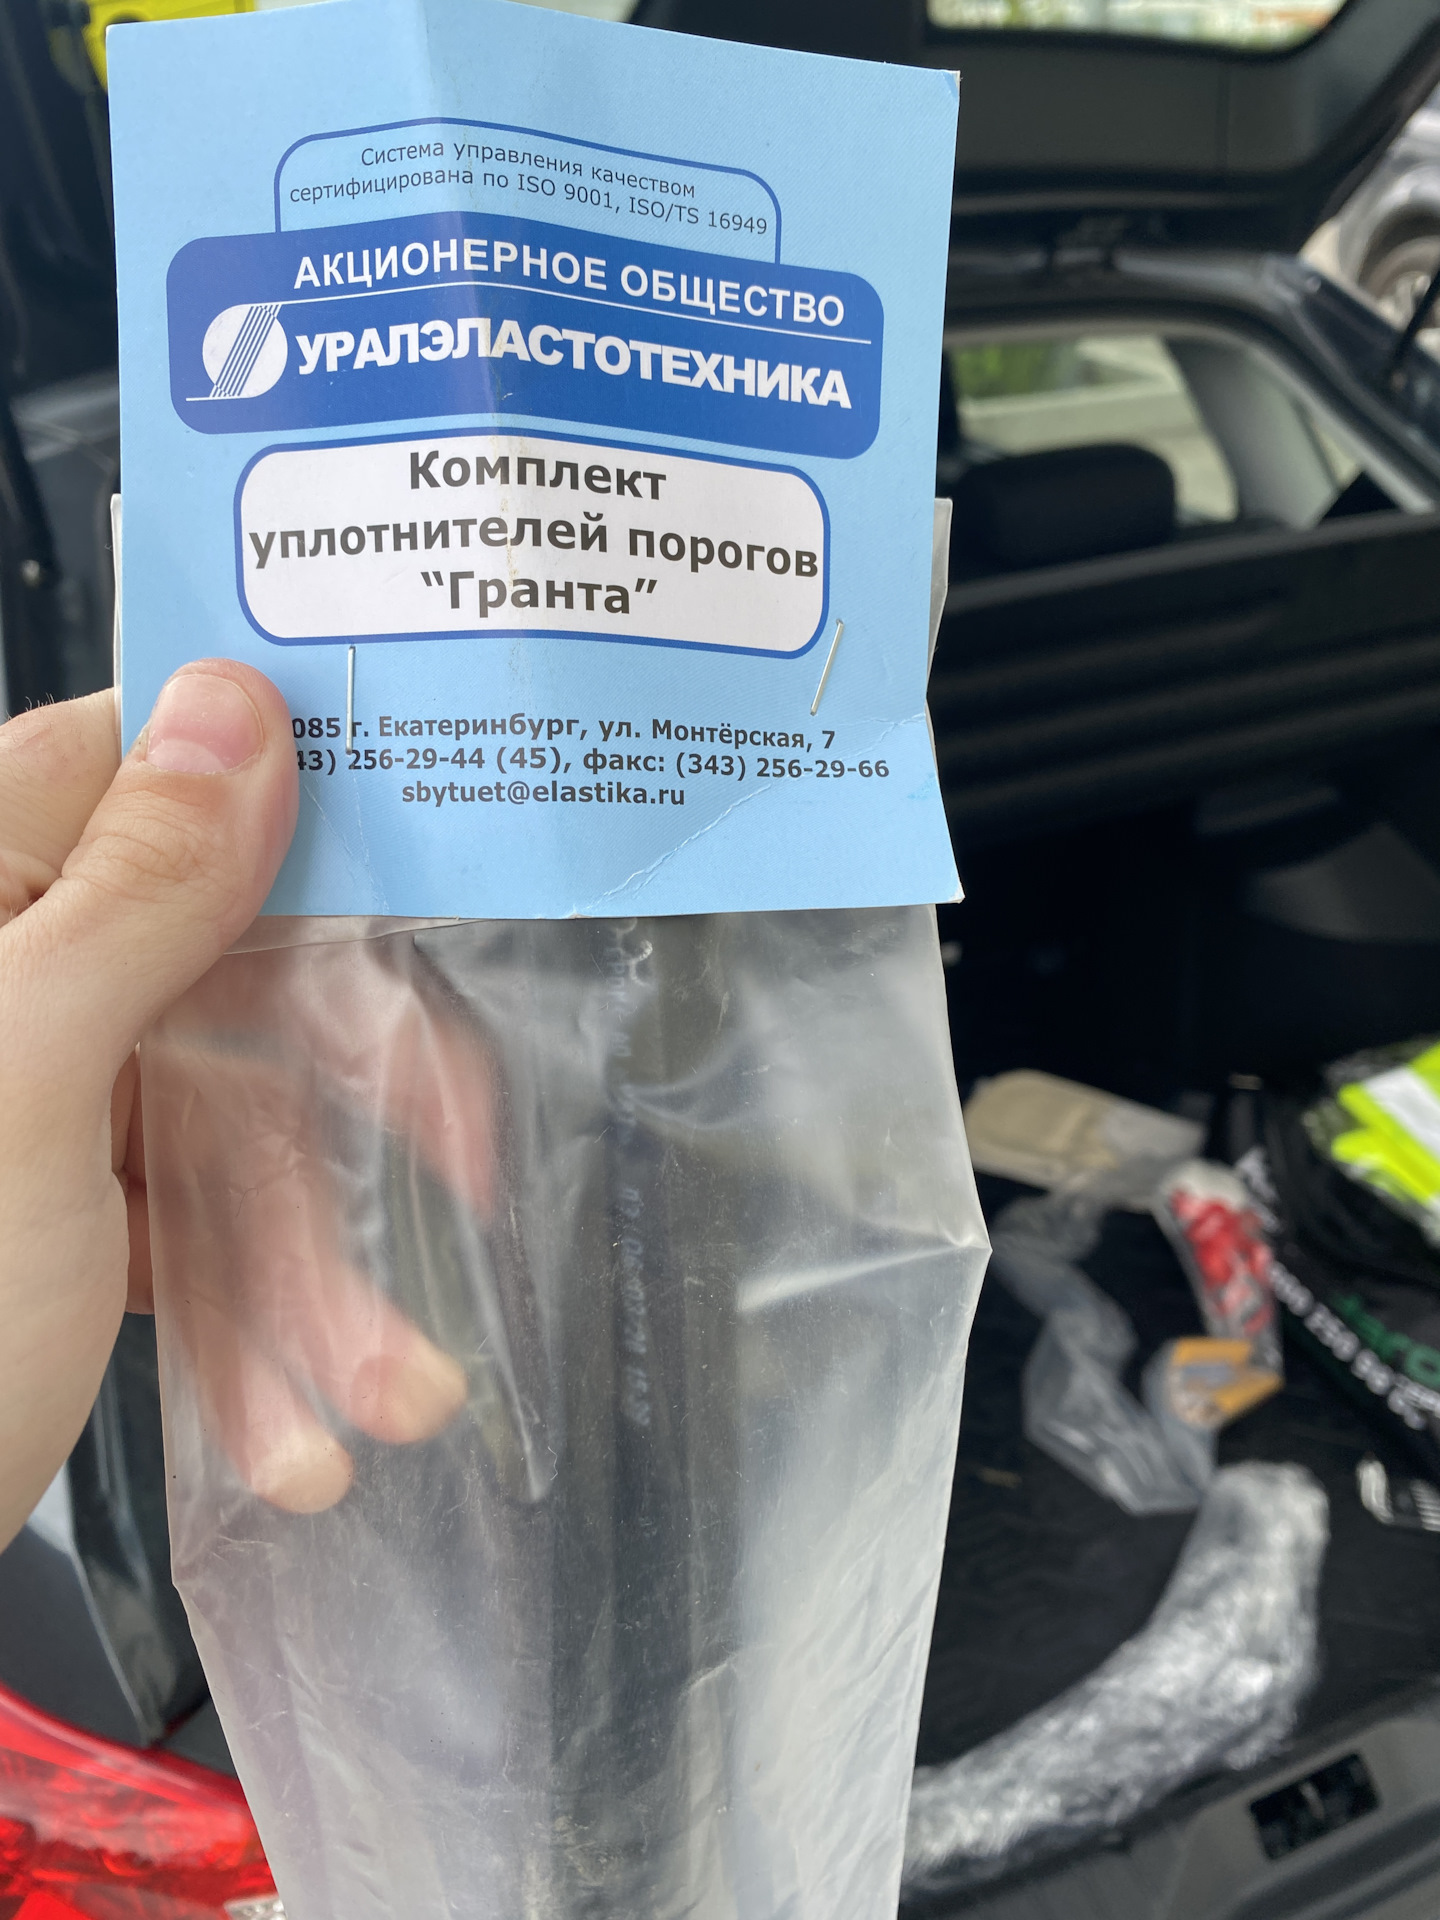 Система управления качеством
сертифицирована по ISO 9001, ISO/TS 16949
АКЦИОНЕРНОЕ ОБЩЕСТВО
УРАЛЭЛАСТОТЕХНИКА
Комплект
уплотнителей порогов
“Гранта”
085 г. Екатеринбург, ул. Монтёрская, 7
43) 256-29-44 (45), факс: (343) 256-29-66
sbytuet@elastika.ru